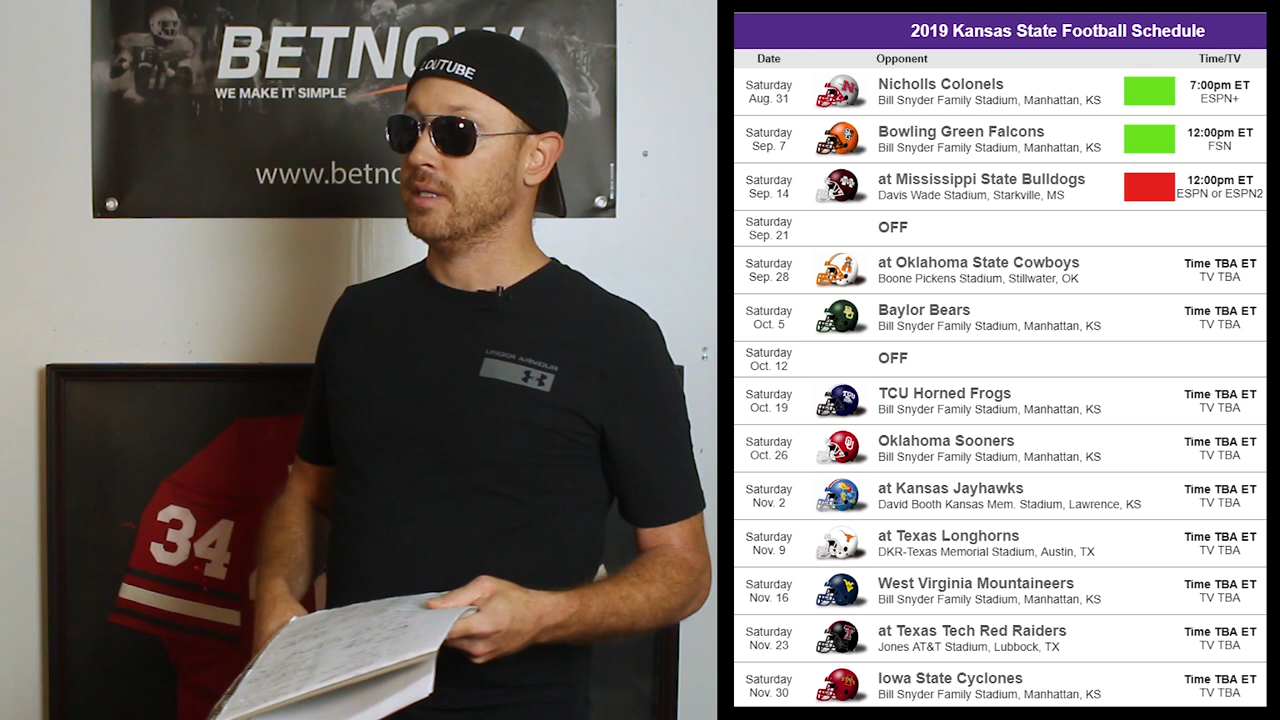 BETNOW
WE MAKE IT SIMPLE
www.betno
YOUTUBE
UNDER ARMOUR
34
2019 Kansas State Football Schedule
Date Opponent Time/TV
Saturday Nicholls Colonels 7:00pm ET
Aug. 31 Bill Snyder Family Stadium, Manhattan, KS ESPN+
Saturday Bowling Green Falcons 12:00pm ET
Sep. 7 Bill Snyder Family Stadium, Manhattan, KS FSN
Saturday at Mississippi State Bulldogs 12:00pm ET
Sep. 14 Davis Wade Stadium, Starkville, MS ESPN or ESPN2
Saturday OFF
Sep. 21
Saturday at Oklahoma State Cowboys Time TBA ET
Sep. 28 Boone Pickens Stadium, Stillwater, OK TV TBA
Saturday Baylor Bears Time TBA ET
Oct. 5 Bill Snyder Family Stadium, Manhattan, KS TV TBA
Saturday OFF
Oct. 12
Saturday TCU Horned Frogs Time TBA ET
Oct. 19 Bill Snyder Family Stadium, Manhattan, KS TV TBA
Saturday Oklahoma Sooners Time TBA ET
Oct. 26 Bill Snyder Family Stadium, Manhattan, KS TV TBA
Saturday at Kansas Jayhawks Time TBA ET
Nov. 2 David Booth Kansas Mem. Stadium, Lawrence, KS TV TBA
Saturday at Texas Longhorns Time TBA ET
Nov. 9 DKR-Texas Memorial Stadium, Austin, TX TV TBA
Saturday West Virginia Mountaineers Time TBA ET
Nov. 16 Bill Snyder Family Stadium, Manhattan, KS TV TBA
Saturday at Texas Tech Red Raiders Time TBA ET
Nov. 23 Jones AT&T Stadium, Lubbock, TX TV TBA
Saturday Iowa State Cyclones Time TBA ET
Nov. 30 Bill Snyder Family Stadium, Manhattan, KS TV TBA